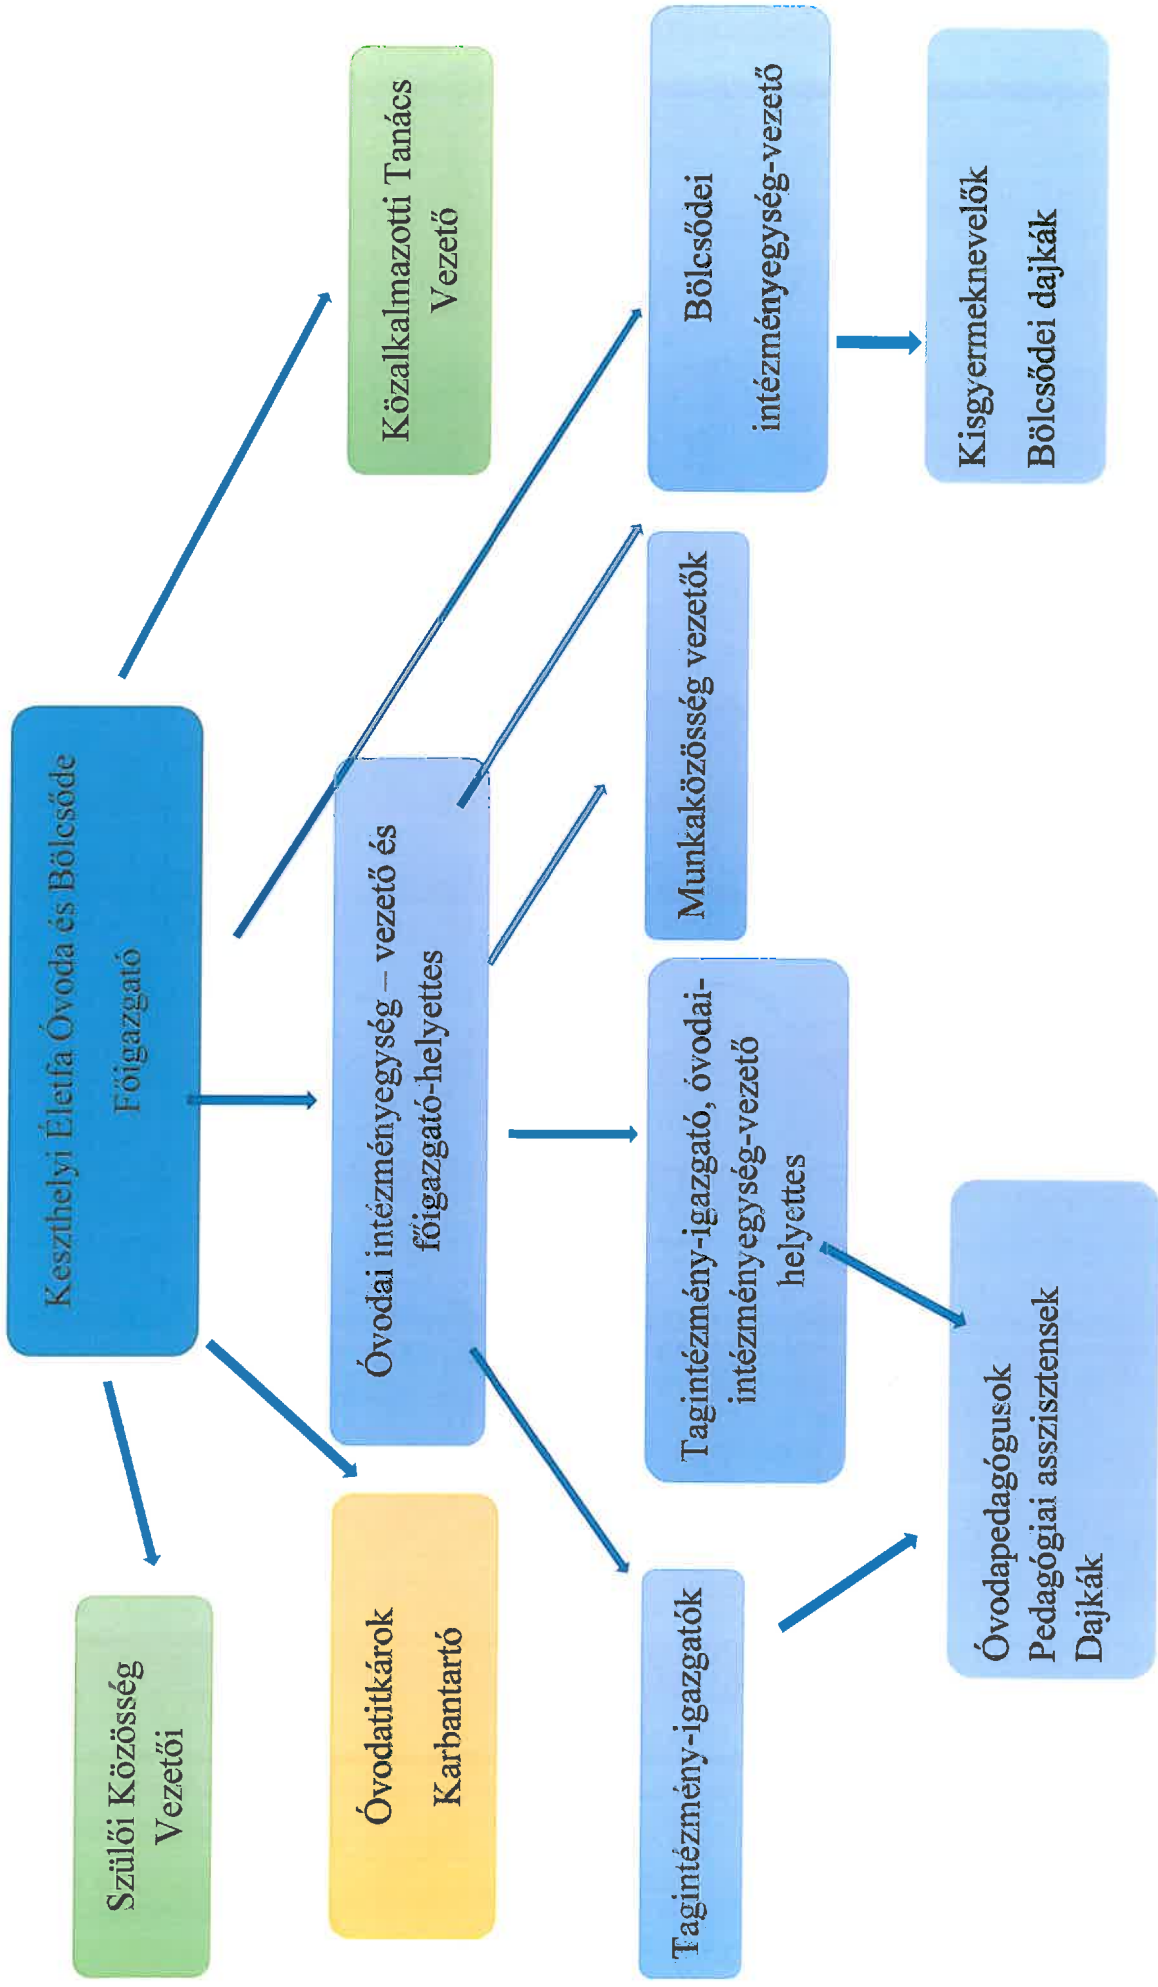 Keszthelyi Életfa Óvoda és Bölcsőde
Főigazgató
Szülői Közösség
Vezetői
Közalkalmazotti Tanács
Vezető
Óvodatitkárok
Karbantartó
Óvodai intézményegység – vezető és
főigazgató-helyettes
Tagintézmény-igazgatók
Tagintézmény-igazgató, óvodai-
intézményegység-vezető
helyettes
Munkaközösség vezetők
Bölcsődei
intézményegység-vezető
Óvodapedagógusok
Pedagógiai asszisztensek
Dajkák
Kisgyermeknevelők
Bölcsődei dajkák